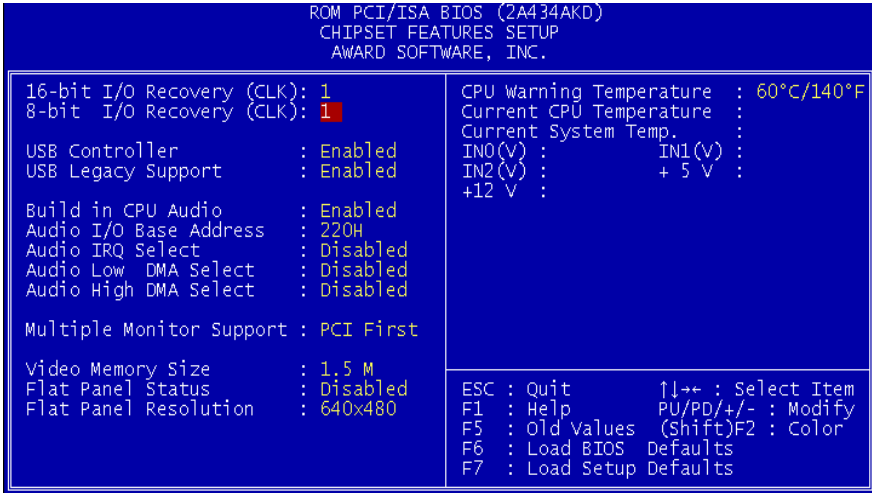 ROM PCI/ISA BIOS (2A434AKD)
CHIPSET FEATURES SETUP
AWARD SOFTWARE, INC.
16-bit I/O Recovery (CLK): 1
8-bit I/O Recovery (CLK): 1
USB Controller : Enabled
USB Legacy Support : Enabled
Build in CPU Audio : Enabled
Audio I/O Base Address : 220H
Audio IRQ Select : Disabled
Audio Low DMA Select : Disabled
Audio High DMA Select : Disabled
Multiple Monitor Support : PCI First
Video Memory Size : 1.5 M
Flat Panel Status : Disabled
Flat Panel Resolution : 640x480
CPU Warning Temperature : 60°C/140°F
Current CPU Temperature :
Current System Temp. :
IN0(V) : IN1(V) :
IN2(V) : + 5 V :
+12 V :
ESC : Quit ↑↓→← : Select Item
F1 : Help PU/PD/+/- : Modify
F5 : Old Values (Shift)F2 : Color
F6 : Load BIOS Defaults
F7 : Load Setup Defaults